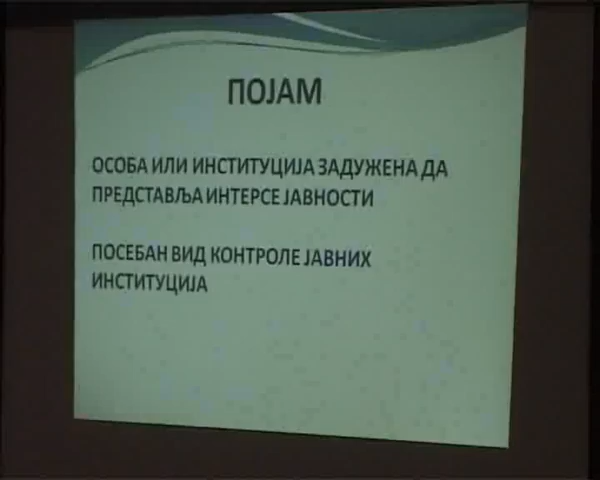 ПОЈАМ
ОСОБА ИЛИ ИНСТИТУЦИЈА ЗАДУЖЕНА ДА
ПРЕДСТАВЉА ИНТЕРСЕ ЈАВНОСТИ
ПОСЕБАН ВИД КОНТРОЛЕ ЈАВНИХ
ИНСТИТУЦИЈА